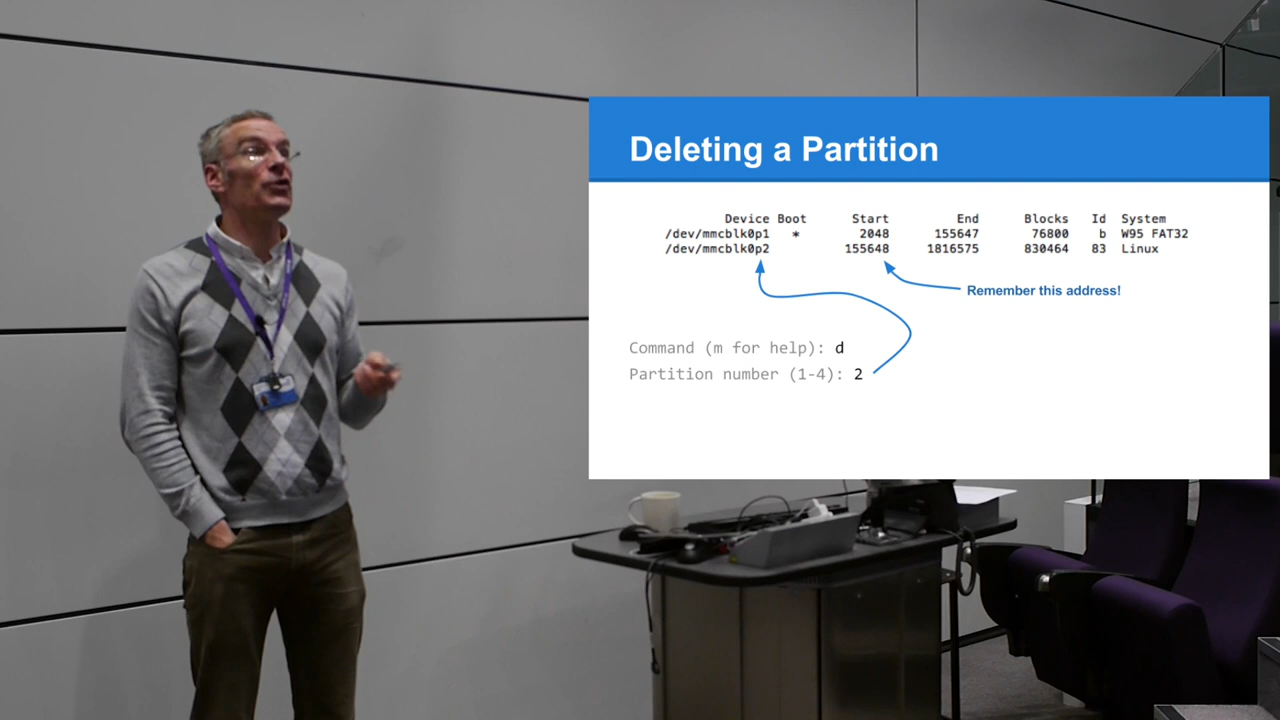 Deleting a Partition
Device Boot Start End Blocks Id System
/dev/mmcblk0p1 * 2048 155647 76800 b W95 FAT32
/dev/mmcblk0p2 155648 1816575 830464 83 Linux
Remember this address!
Command (m for help): d
Partition number (1-4): 2